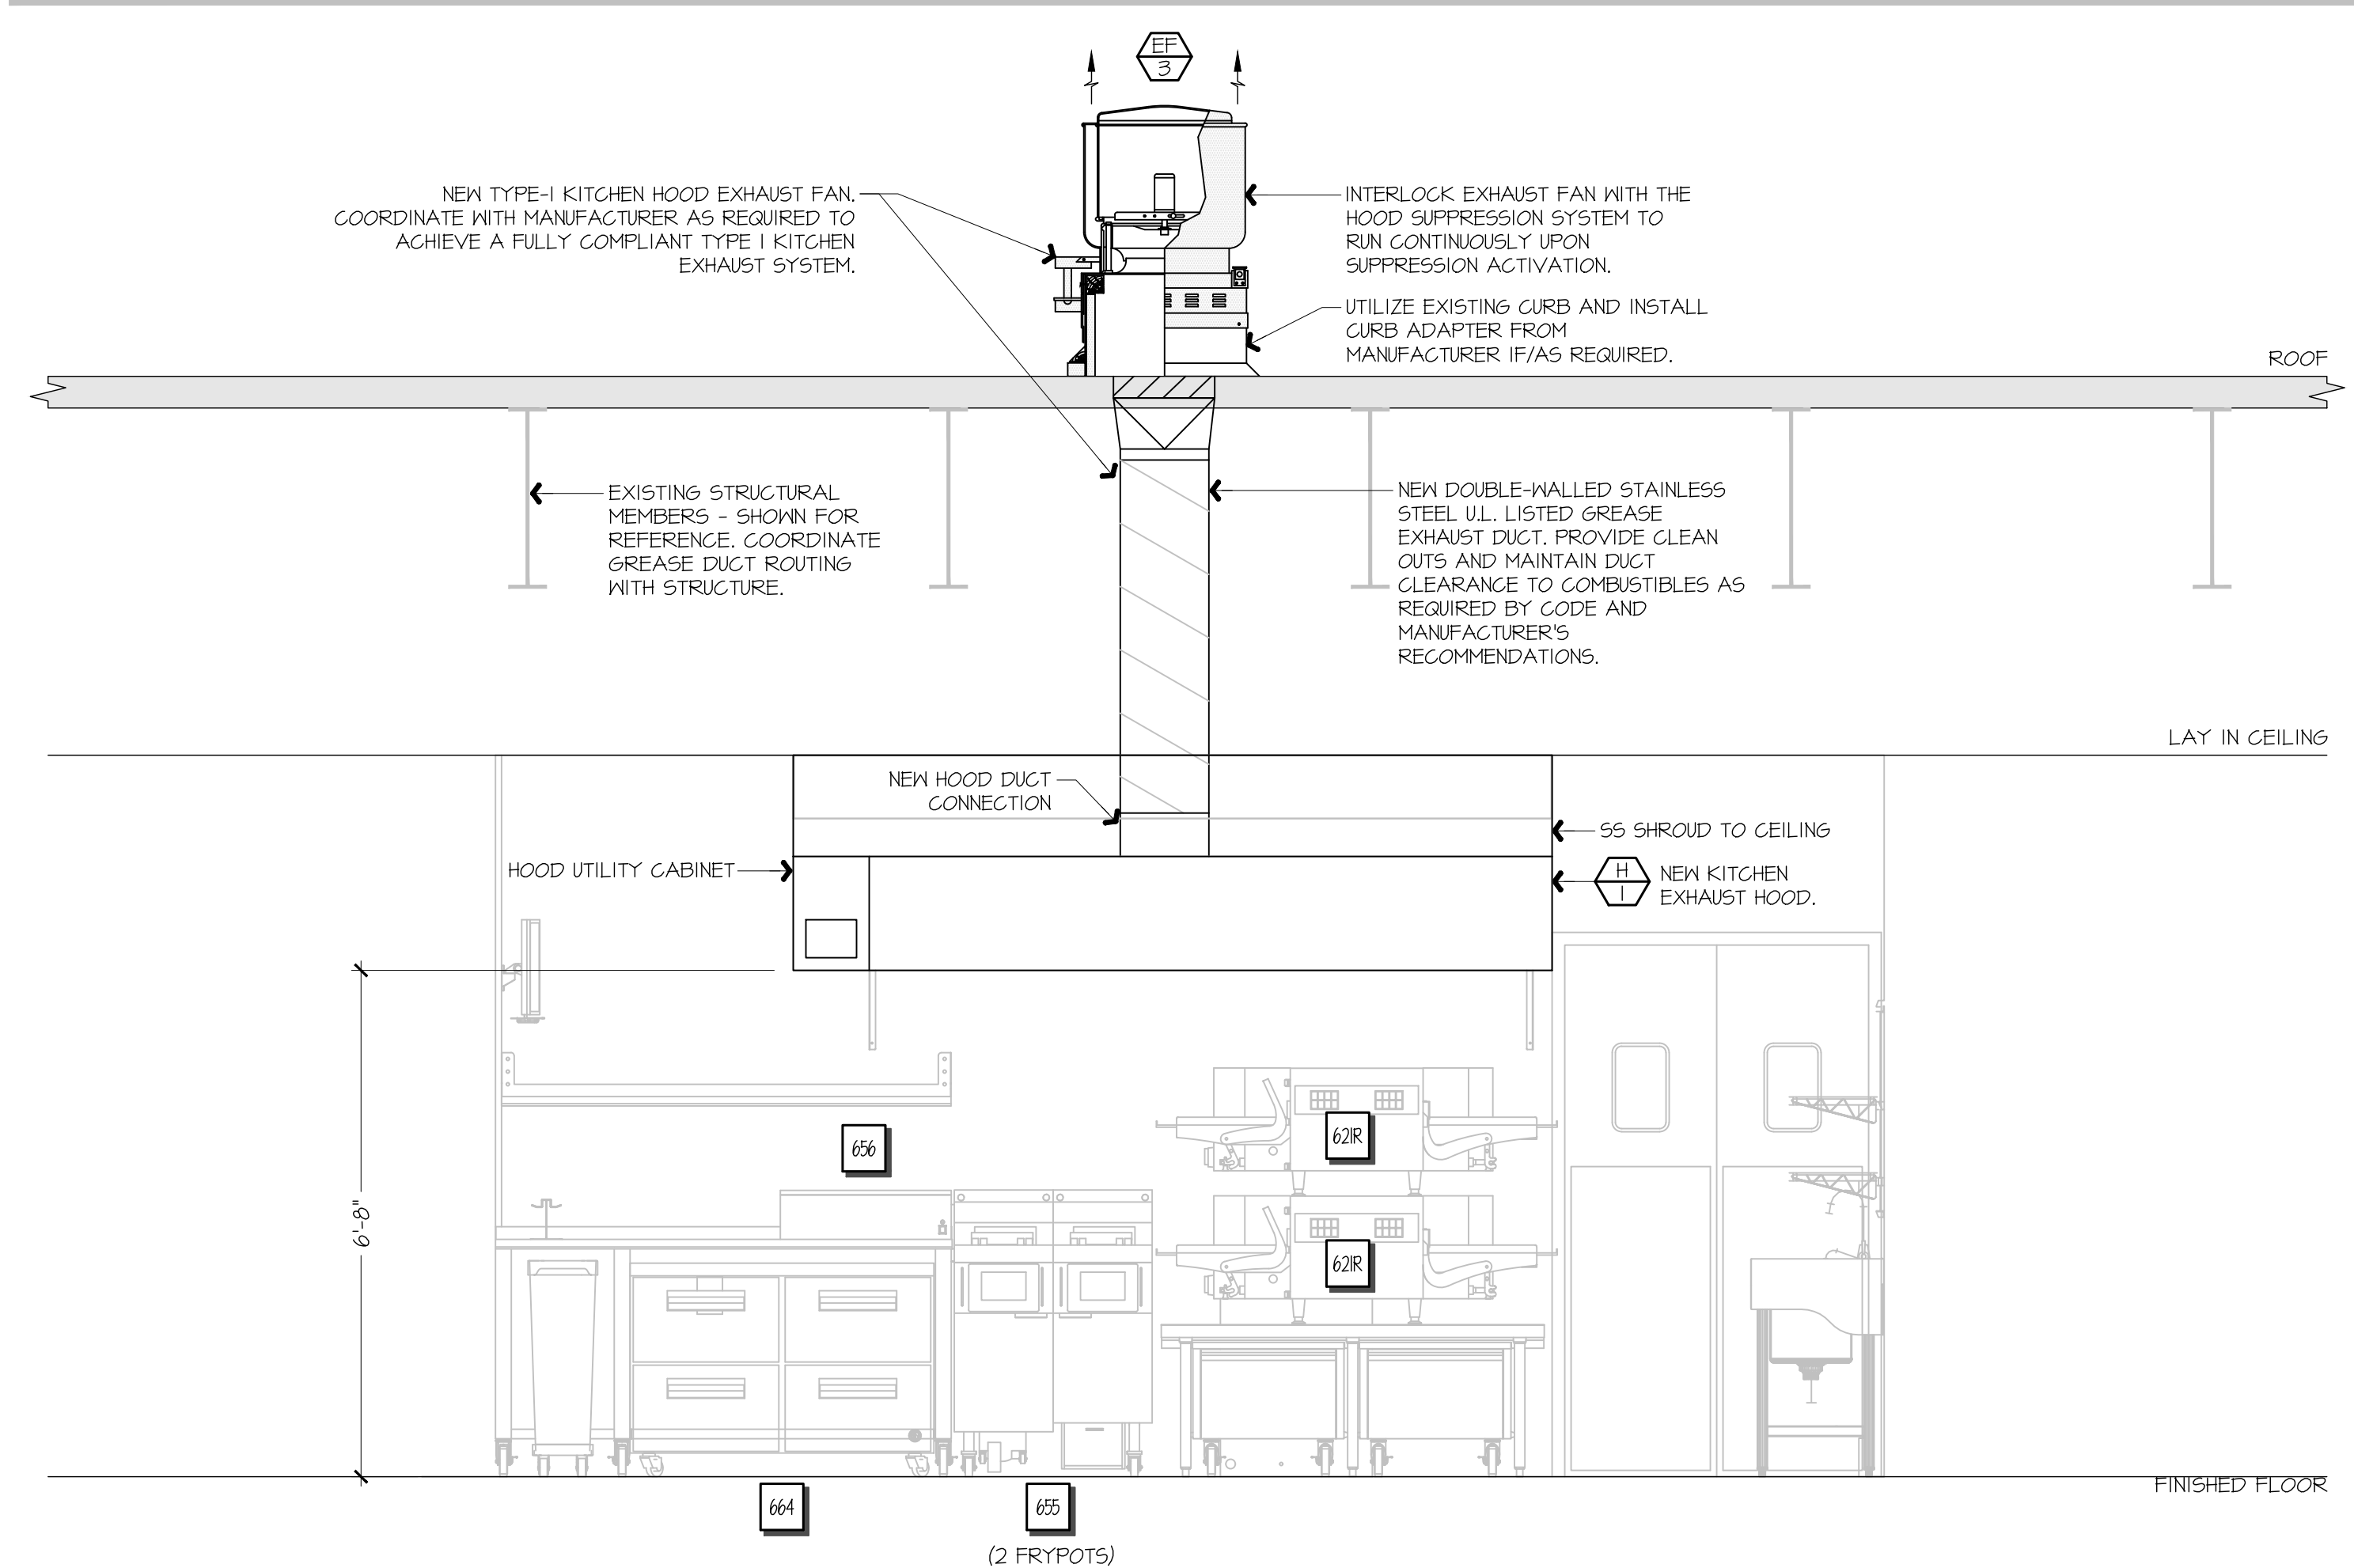 EF
3
NEW TYPE-I KITCHEN HOOD EXHAUST FAN.
COORDINATE WITH MANUFACTURER AS REQUIRED TO
ACHIEVE A FULLY COMPLIANT TYPE I KITCHEN
EXHAUST SYSTEM.
INTERLOCK EXHAUST FAN WITH THE
HOOD SUPPRESSION SYSTEM TO
RUN CONTINUOUSLY UPON
SUPPRESSION ACTIVATION.
UTILIZE EXISTING CURB AND INSTALL
CURB ADAPTER FROM
MANUFACTURER IF/AS REQUIRED.
ROOF
EXISTING STRUCTURAL
MEMBERS - SHOWN FOR
REFERENCE. COORDINATE
GREASE DUCT ROUTING
WITH STRUCTURE.
NEW DOUBLE-WALLED STAINLESS
STEEL U.L. LISTED GREASE
EXHAUST DUCT. PROVIDE CLEAN
OUTS AND MAINTAIN DUCT
CLEARANCE TO COMBUSTIBLES AS
REQUIRED BY CODE AND
MANUFACTURER'S
RECOMMENDATIONS.
LAY IN CEILING
NEW HOOD DUCT
CONNECTION
SS SHROUD TO CEILING
HOOD UTILITY CABINET
H
1
NEW KITCHEN
EXHAUST HOOD.
656
621R
6'-8"
621R
FINISHED FLOOR
664
655
(2 FRYPOTS)